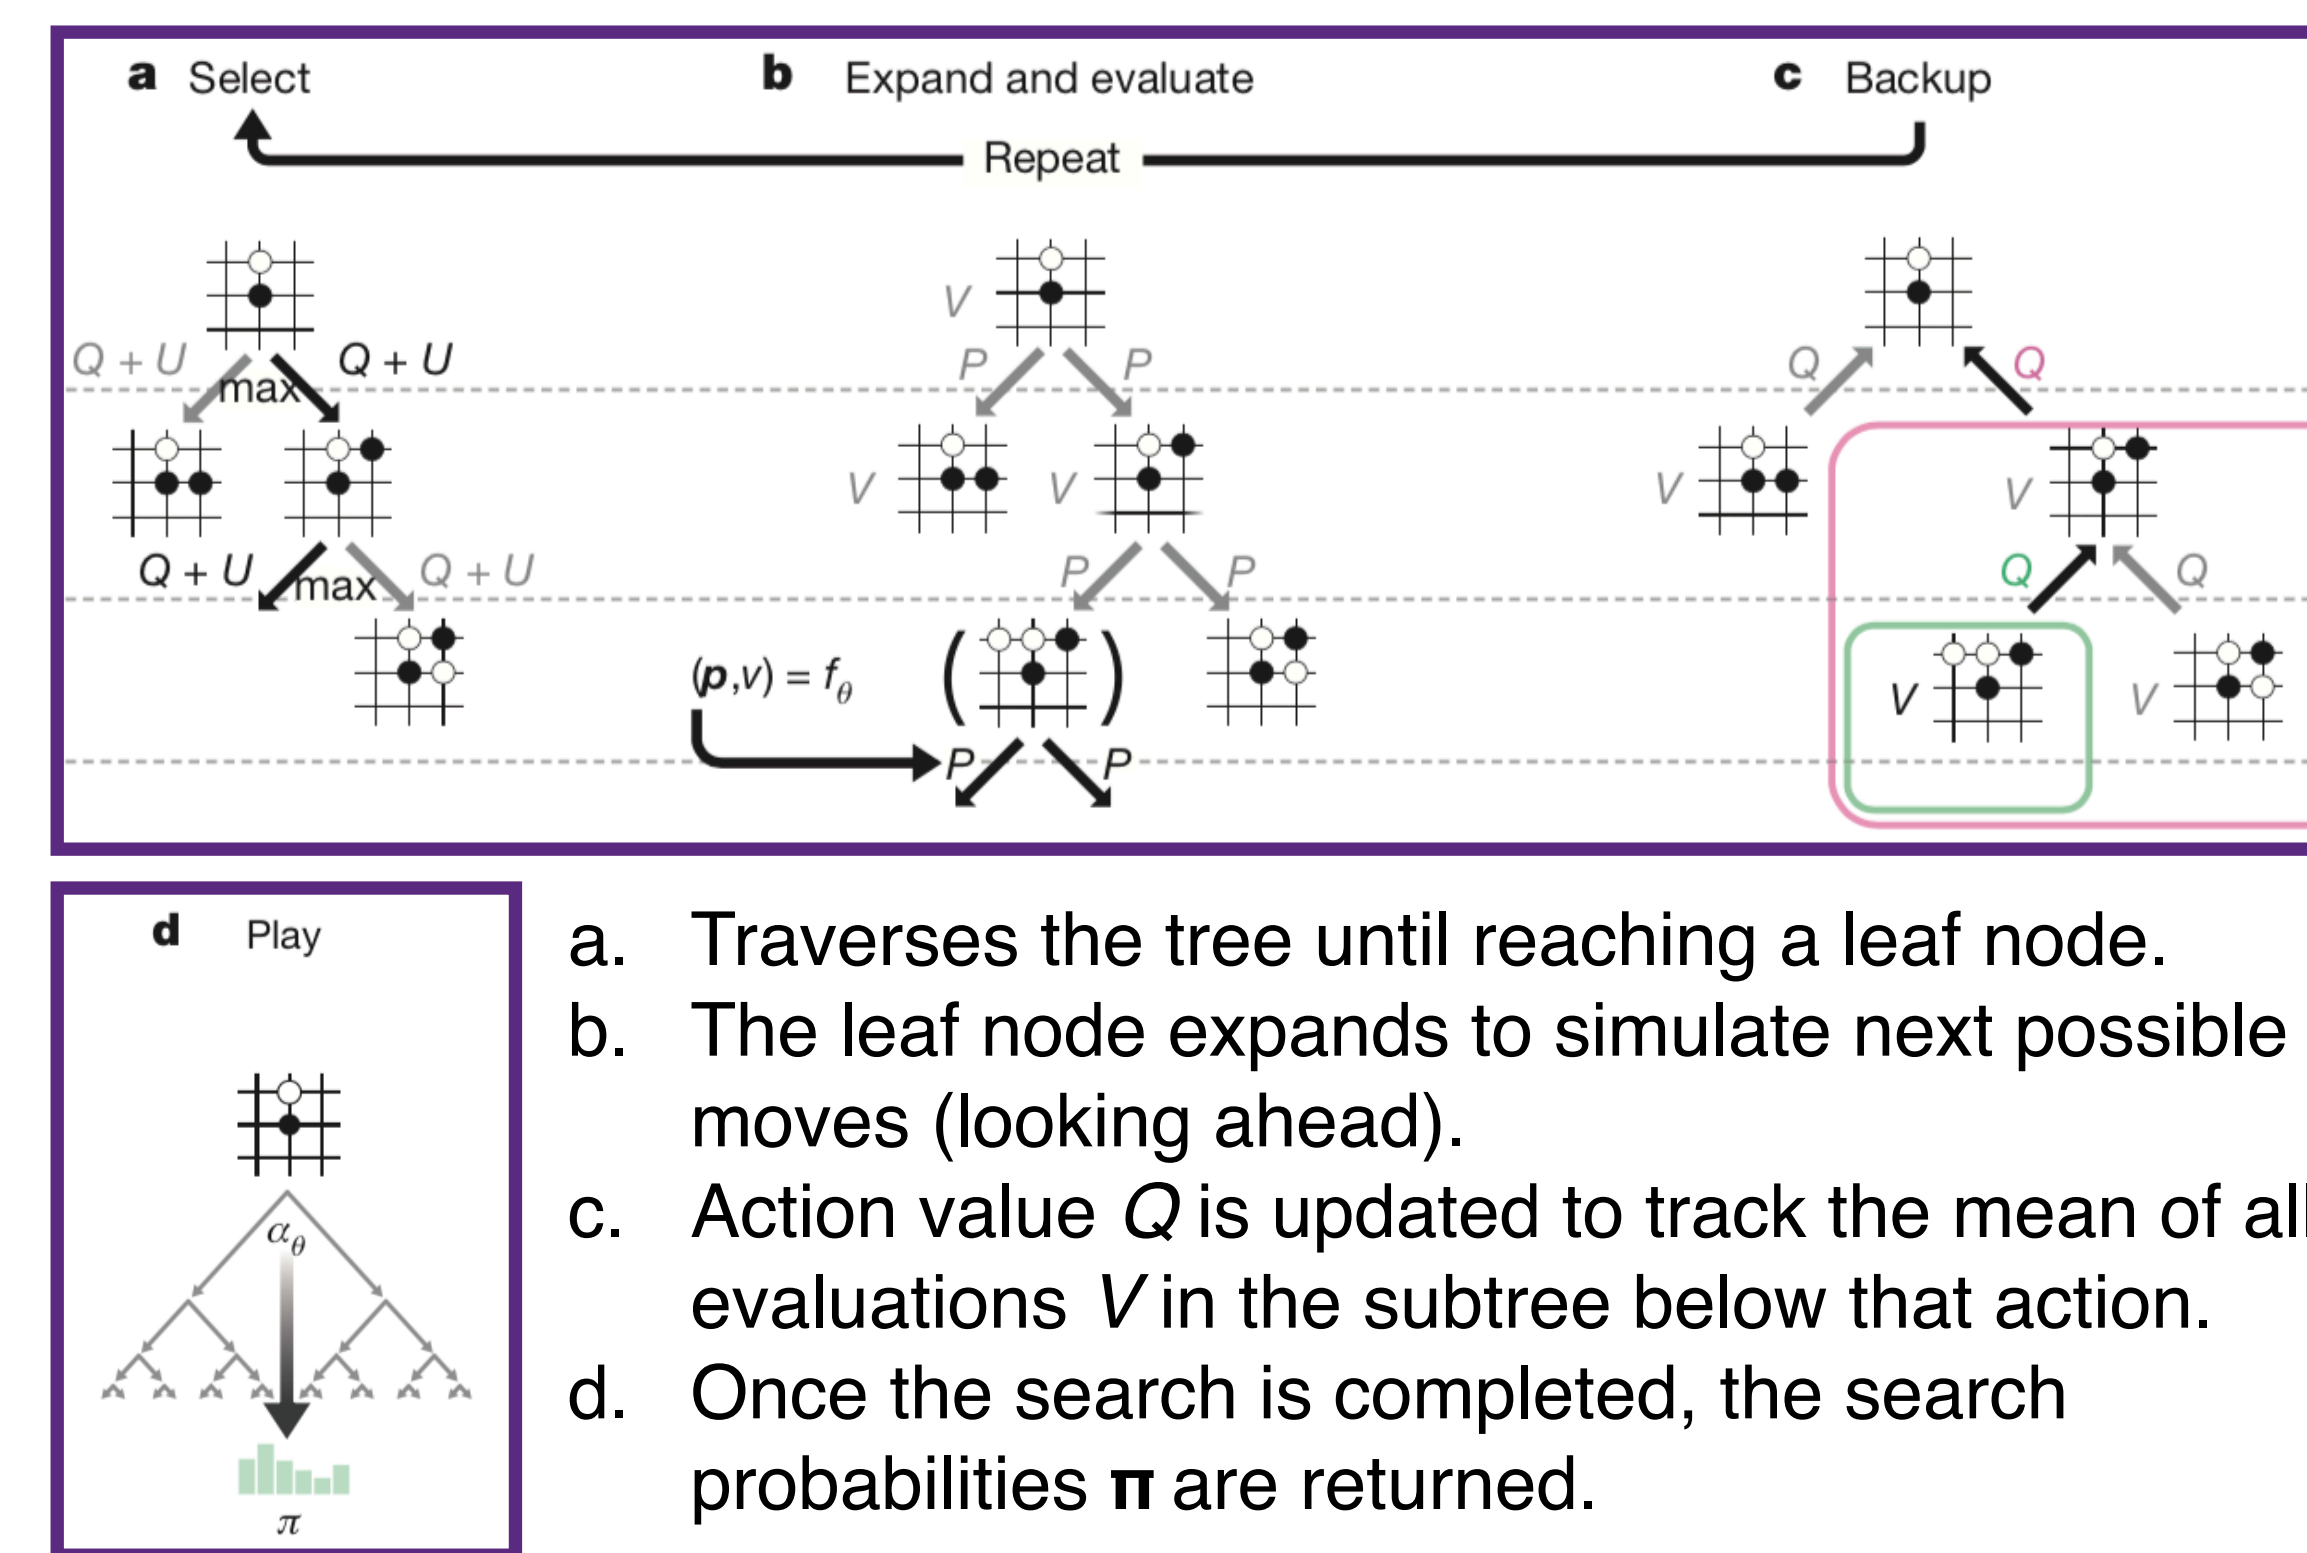 a Select
b Expand and evaluate
c Backup
Repeat
Q + U
max
Q + U
Q + U
max
Q + U
V
P
P
V
V
P
P
(p,v) = fθ
( )
P
P
Q
Q
V
V
Q
Q
V
V
d Play
αθ
π
a. Traverses the tree until reaching a leaf node.
b. The leaf node expands to simulate next possible
moves (looking ahead).
c. Action value Q is updated to track the mean of all
evaluations V in the subtree below that action.
d. Once the search is completed, the search
probabilities π are returned.